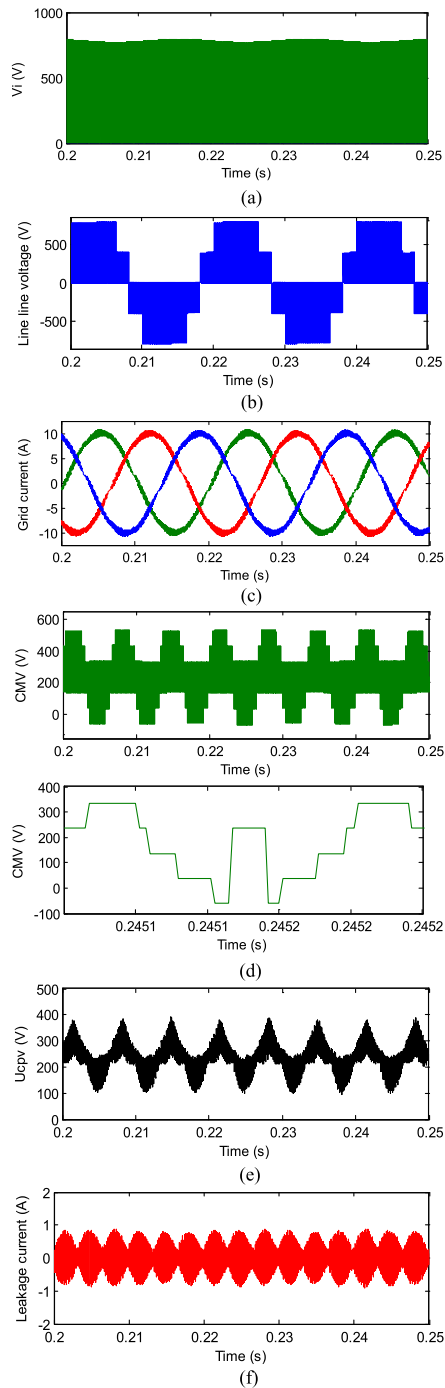 1000
500
0
Vi (V)
0.2 0.21 0.22 0.23 0.24 0.25
Time (s)
(a)
500
0
-500
Line line voltage (V)
0.2 0.21 0.22 0.23 0.24 0.25
Time (s)
(b)
10
5
0
-5
-10
Grid current (A)
0.2 0.21 0.22 0.23 0.24 0.25
Time (s)
(c)
600
400
200
0
CMV (V)
0.2 0.21 0.22 0.23 0.24 0.25
Time (s)
400
300
200
100
0
-100
CMV (V)
0.2451 0.2451 0.2452 0.2452 0.2452
Time (s)
(d)
500
400
300
200
100
0
Ucpv (V)
0.2 0.21 0.22 0.23 0.24 0.25
Time (s)
(e)
2
1
0
-1
-2
Leakage current (A)
0.2 0.21 0.22 0.23 0.24 0.25
Time (s)
(f)